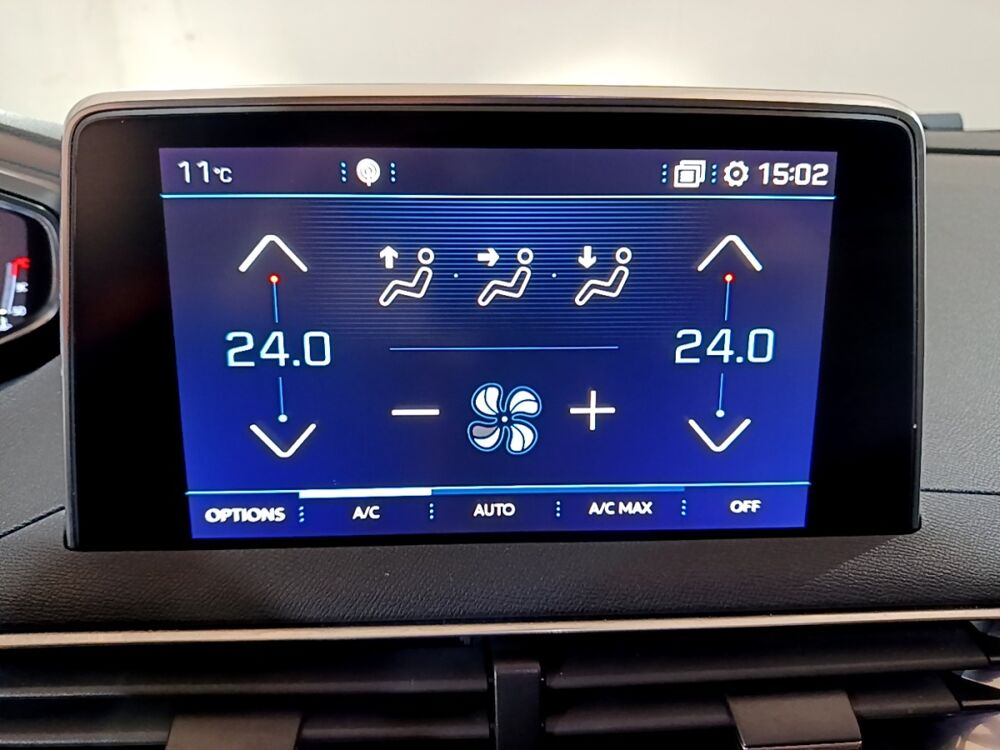 11°C 15:02
24.0 24.0
OPTIONS A/C AUTO A/C MAX OFF